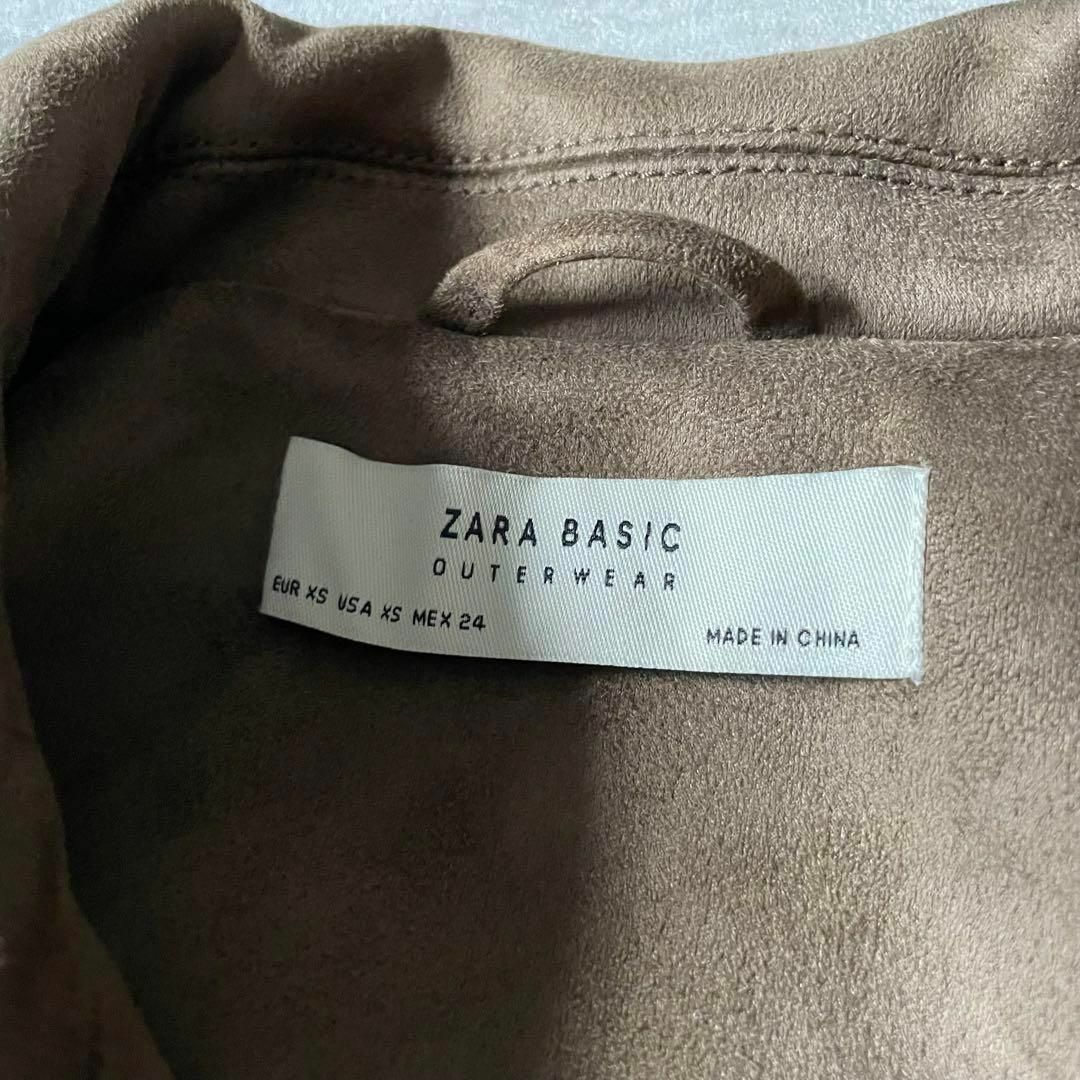 ZARA BASIC
OUTERWEAR
EUR XS USA XS MEX 24
MADE IN CHINA